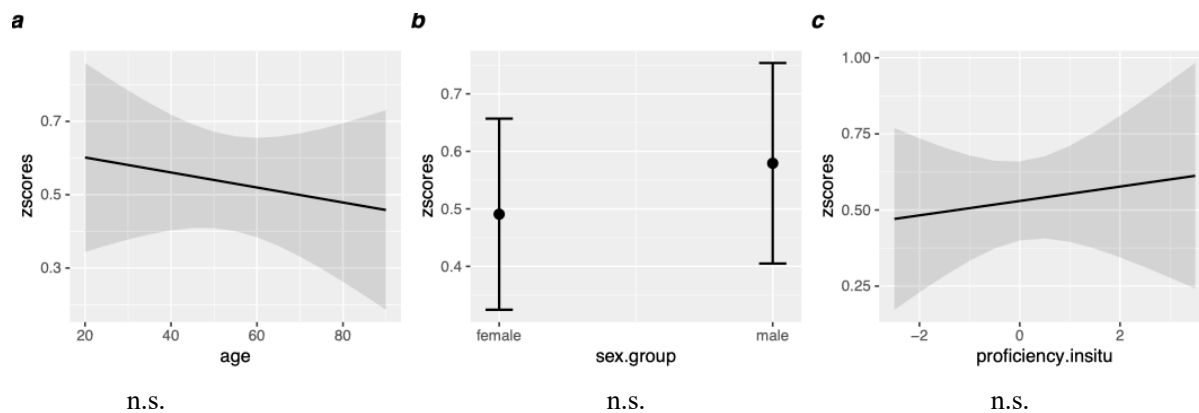 a
b
c
zscores
0.7
0.5
0.3
20
40
60
80
age
zscores
0.7
0.6
0.5
0.4
female
male
sex.group
zscores
1.00
0.75
0.50
0.25
−2
0
2
proficiency.insitu
n.s.
n.s.
n.s.